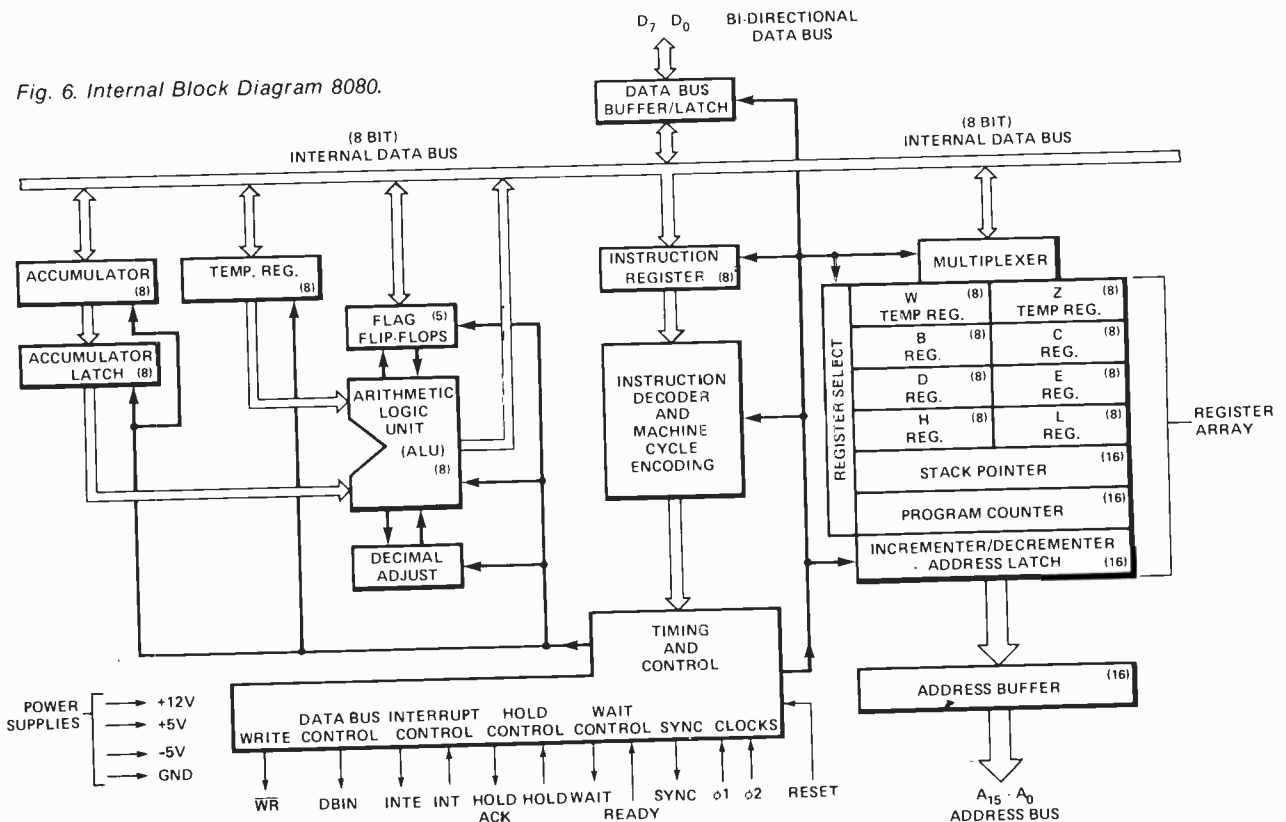 D7 D0
BI-DIRECTIONAL
DATA BUS
Fig. 6. Internal Block Diagram 8080.
DATA BUS
BUFFER/LATCH
(8 BIT)
INTERNAL DATA BUS
(8 BIT)
INTERNAL DATA BUS
ACCUMULATOR
(8)
TEMP. REG.
(8)
INSTRUCTION
REGISTER (8)
MULTIPLEXER
ACCUMULATOR
LATCH (8)
FLAG (5)
FLIP-FLOPS
ARITHMETIC
LOGIC
UNIT
(ALU)
(8)
DECIMAL
ADJUST
INSTRUCTION
DECODER
AND
MACHINE
CYCLE
ENCODING
REGISTER SELECT
W (8)
TEMP REG.
Z (8)
TEMP REG.
B (8)
REG.
C (8)
REG.
D (8)
REG.
E (8)
REG.
H (8)
REG.
L (8)
REG.
STACK POINTER (16)
PROGRAM COUNTER (16)
INCREMENTER/DECREMENTER
ADDRESS LATCH (16)
REGISTER
ARRAY
TIMING
AND
CONTROL
ADDRESS BUFFER (16)
POWER
SUPPLIES
+12V
+5V
-5V
GND
WRITE
DATA BUS
CONTROL
INTERRUPT
CONTROL
HOLD
CONTROL
WAIT
CONTROL
SYNC
CLOCKS
WR
DBIN
INTE
INT
HOLD
ACK
HOLD
WAIT
READY
SYNC
ϕ1
ϕ2
RESET
A15 - A0
ADDRESS BUS